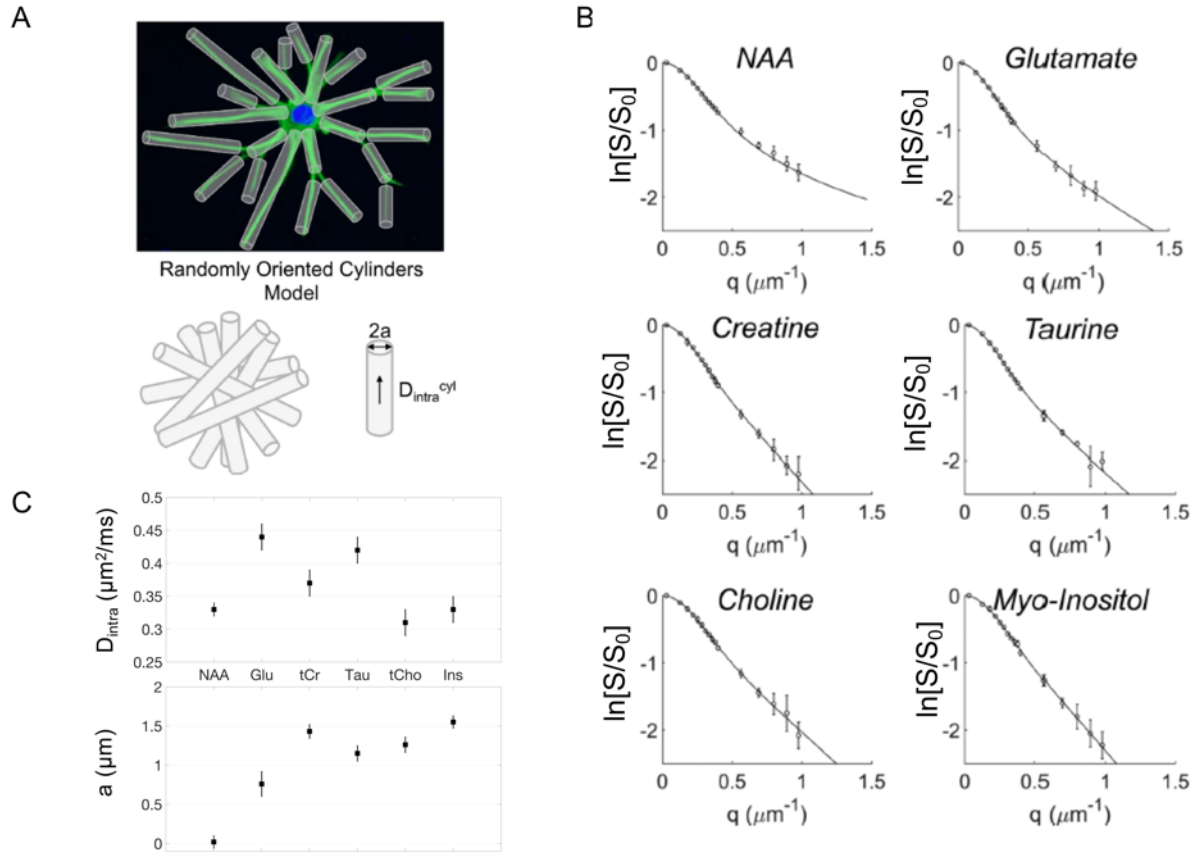 A
Randomly Oriented Cylinders
Model
2a
D_intra^cyl
B
NAA
ln[S/S₀]
0
-1
-2
0 0.5 1 1.5
q (μm⁻¹)
Glutamate
ln[S/S₀]
0
-1
-2
0 0.5 1 1.5
q (μm⁻¹)
Creatine
ln[S/S₀]
0
-1
-2
0 0.5 1 1.5
q (μm⁻¹)
Taurine
ln[S/S₀]
0
-1
-2
0 0.5 1 1.5
q (μm⁻¹)
Choline
ln[S/S₀]
0
-1
-2
0 0.5 1 1.5
q (μm⁻¹)
Myo-Inositol
ln[S/S₀]
0
-1
-2
0 0.5 1 1.5
q (μm⁻¹)
C
D_intra (μm²/ms)
0.5
0.45
0.4
0.35
0.3
0.25
NAA Glu tCr Tau tCho Ins
a (μm)
2
1.5
1
0.5
0